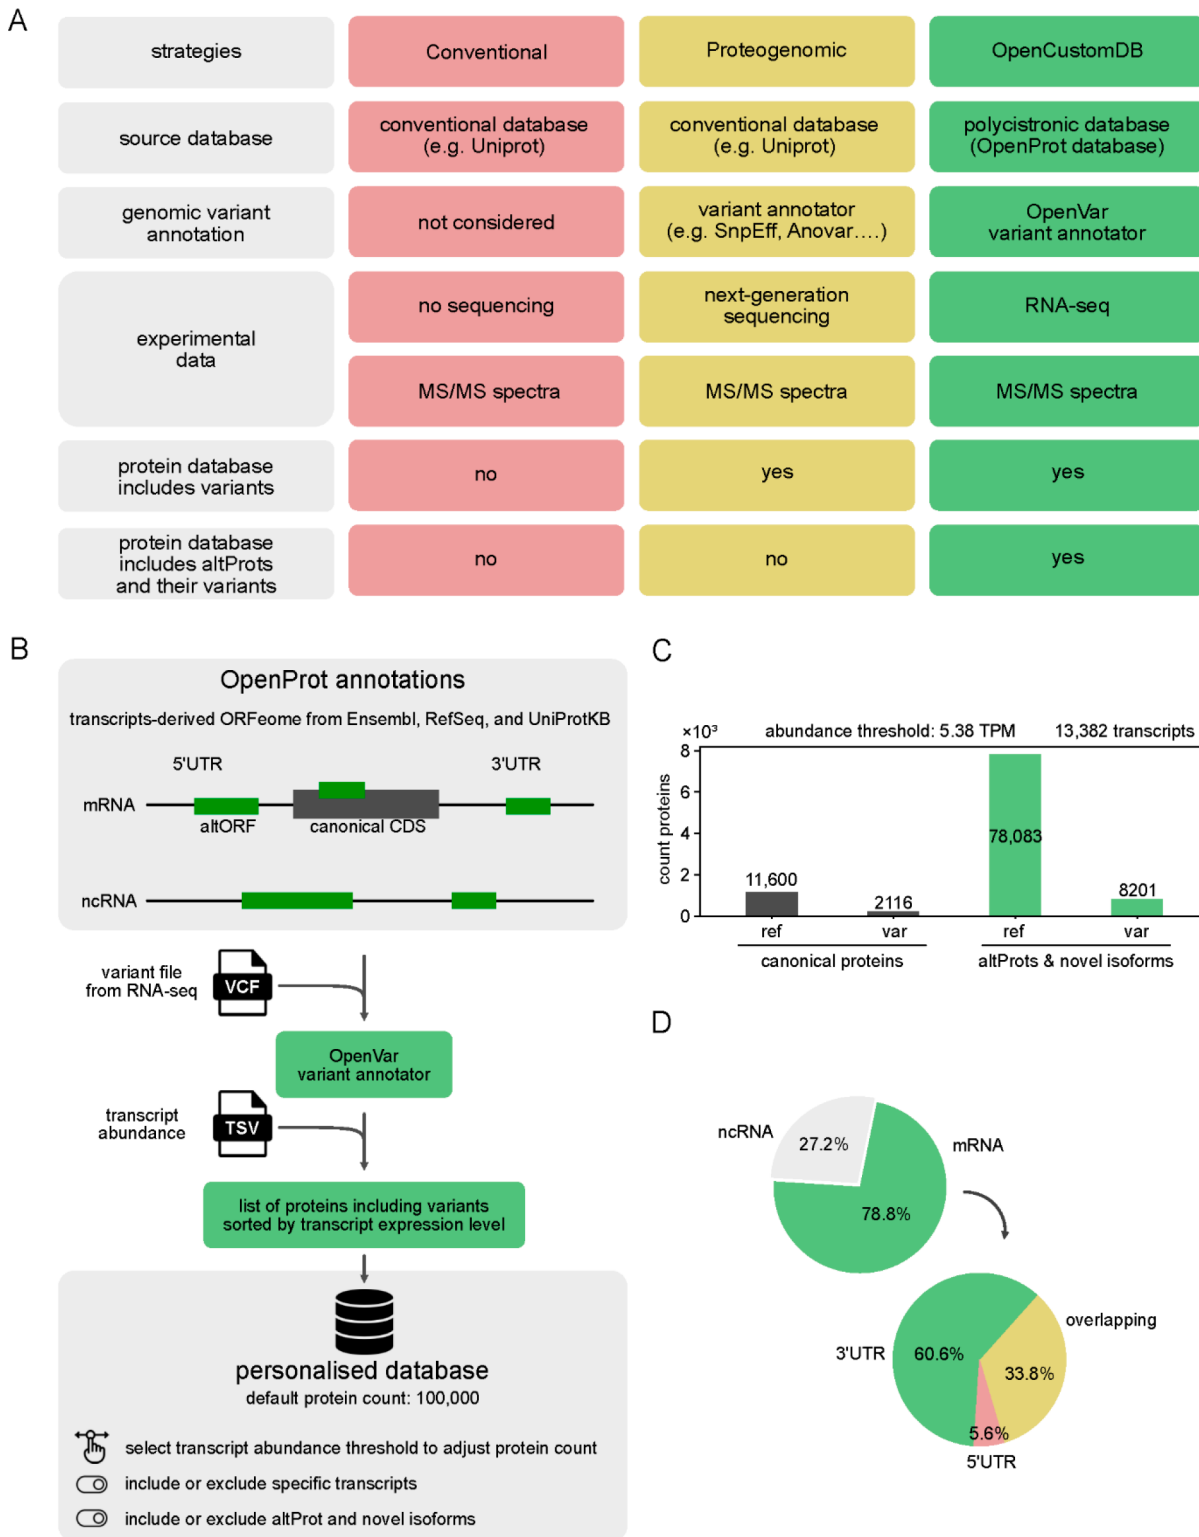 A
strategies
Conventional
Proteogenomic
OpenCustomDB
source database
conventional database
(e.g. Uniprot)
conventional database
(e.g. Uniprot)
polycistronic database
(OpenProt database)
genomic variant
annotation
not considered
variant annotator
(e.g. SnpEff, Anovar....)
OpenVar
variant annotator
experimental
data
no sequencing
next-generation
sequencing
RNA-seq
MS/MS spectra
MS/MS spectra
MS/MS spectra
protein database
includes variants
no
yes
yes
protein database
includes altProts
and their variants
no
no
yes
B
OpenProt annotations
transcripts-derived ORFeome from Ensembl, RefSeq, and UniProtKB
5'UTR
3'UTR
mRNA
altORF
canonical CDS
ncRNA
variant file
from RNA-seq
VCF
OpenVar
variant annotator
transcript
abundance
TSV
list of proteins including variants
sorted by transcript expression level
personalised database
default protein count: 100,000
select transcript abundance threshold to adjust protein count
include or exclude specific transcripts
include or exclude altProt and novel isoforms
C
×10³
abundance threshold: 5.38 TPM
13,382 transcripts
count proteins
8
6
4
2
0
11,600
2116
78,083
8201
ref
var
ref
var
canonical proteins
altProts & novel isoforms
D
ncRNA
27.2%
mRNA
78.8%
overlapping
3'UTR
60.6%
33.8%
5.6%
5'UTR